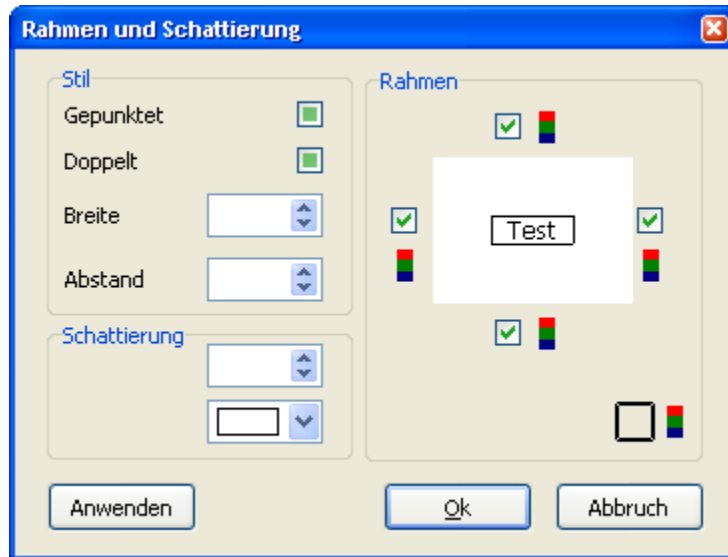 Rahmen und Schattierung
Stil
Gepunktet
Doppelt
Breite
Abstand
Schattierung
Rahmen
Test
Anwenden
Ok
Abbruch